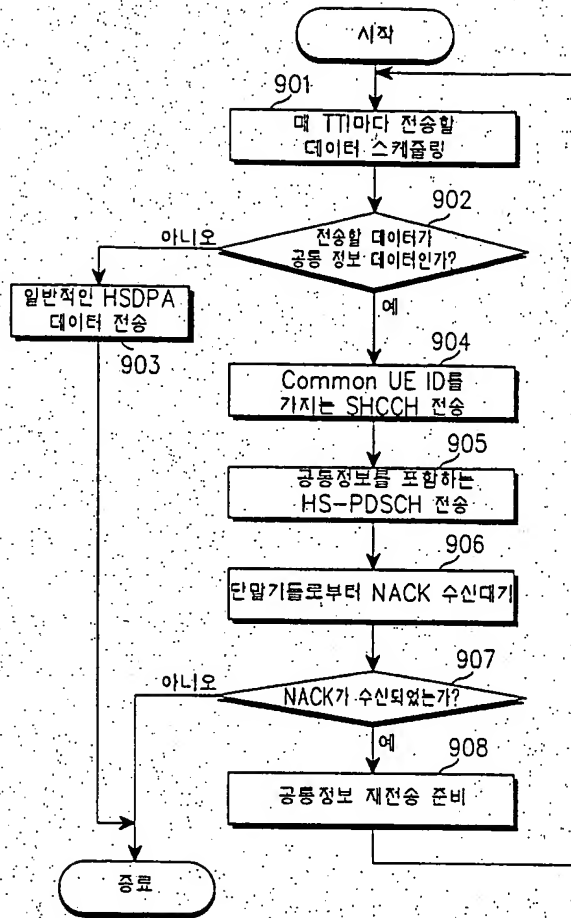 시작
901
매 TTI마다 전송할
데이터 스케줄링
902
전송할 데이터가
공통 정보 데이터인가?
아니오
예
일반적인 HSDPA
데이터 전송
903
904
Common UE ID를
가지는 SHCCH 전송
905
공통정보를 포함하는
HS-PDSCH 전송
906
단말기들로부터 NACK 수신대기
907
NACK가 수신되었는가?
아니오
예
908
공통정보 재전송 준비
종료